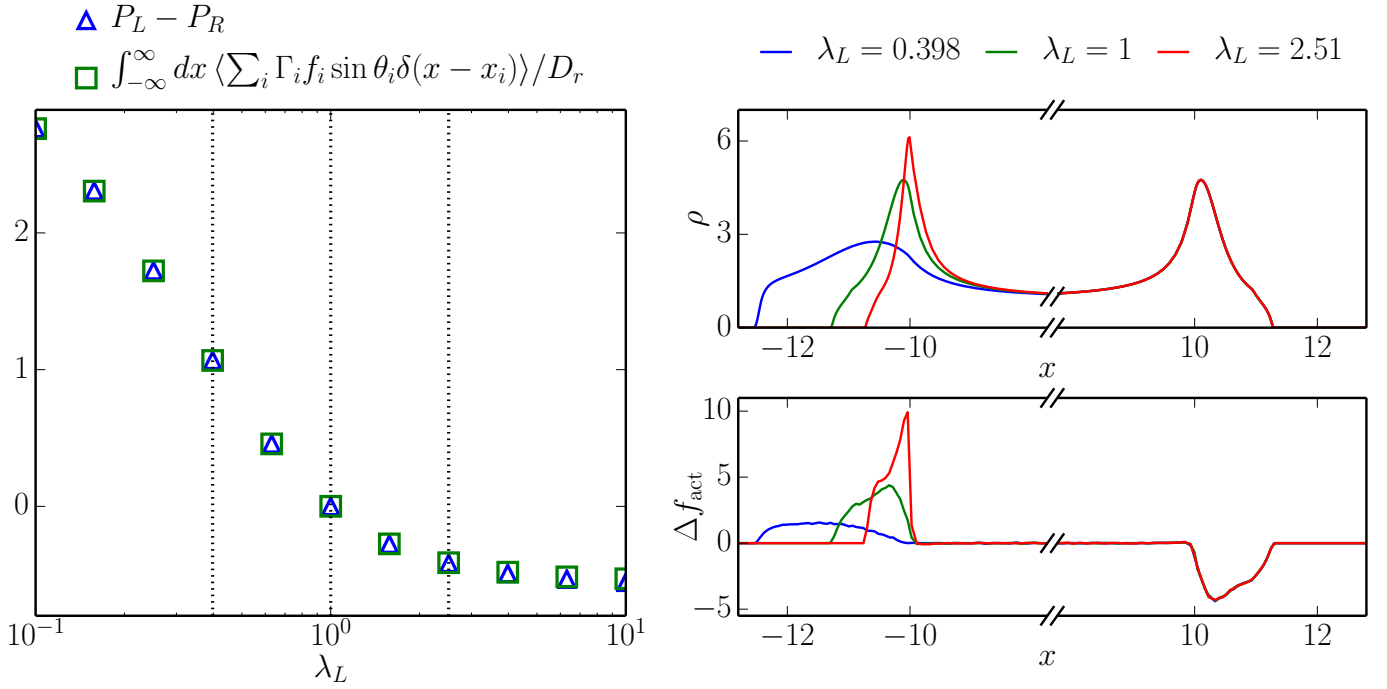 P_L − P_R
∫_{−∞}^{∞} dx ⟨∑_i Γ_i f_i sin θ_i δ(x − x_i)⟩/D_r
2
1
0
10^{−1} 10^0 10^1
λ_L
λ_L = 0.398 λ_L = 1 λ_L = 2.51
6
3
0
ρ
−12 −10 10 12
x
10
5
0
−5
Δf_act
−12 −10 10 12
x